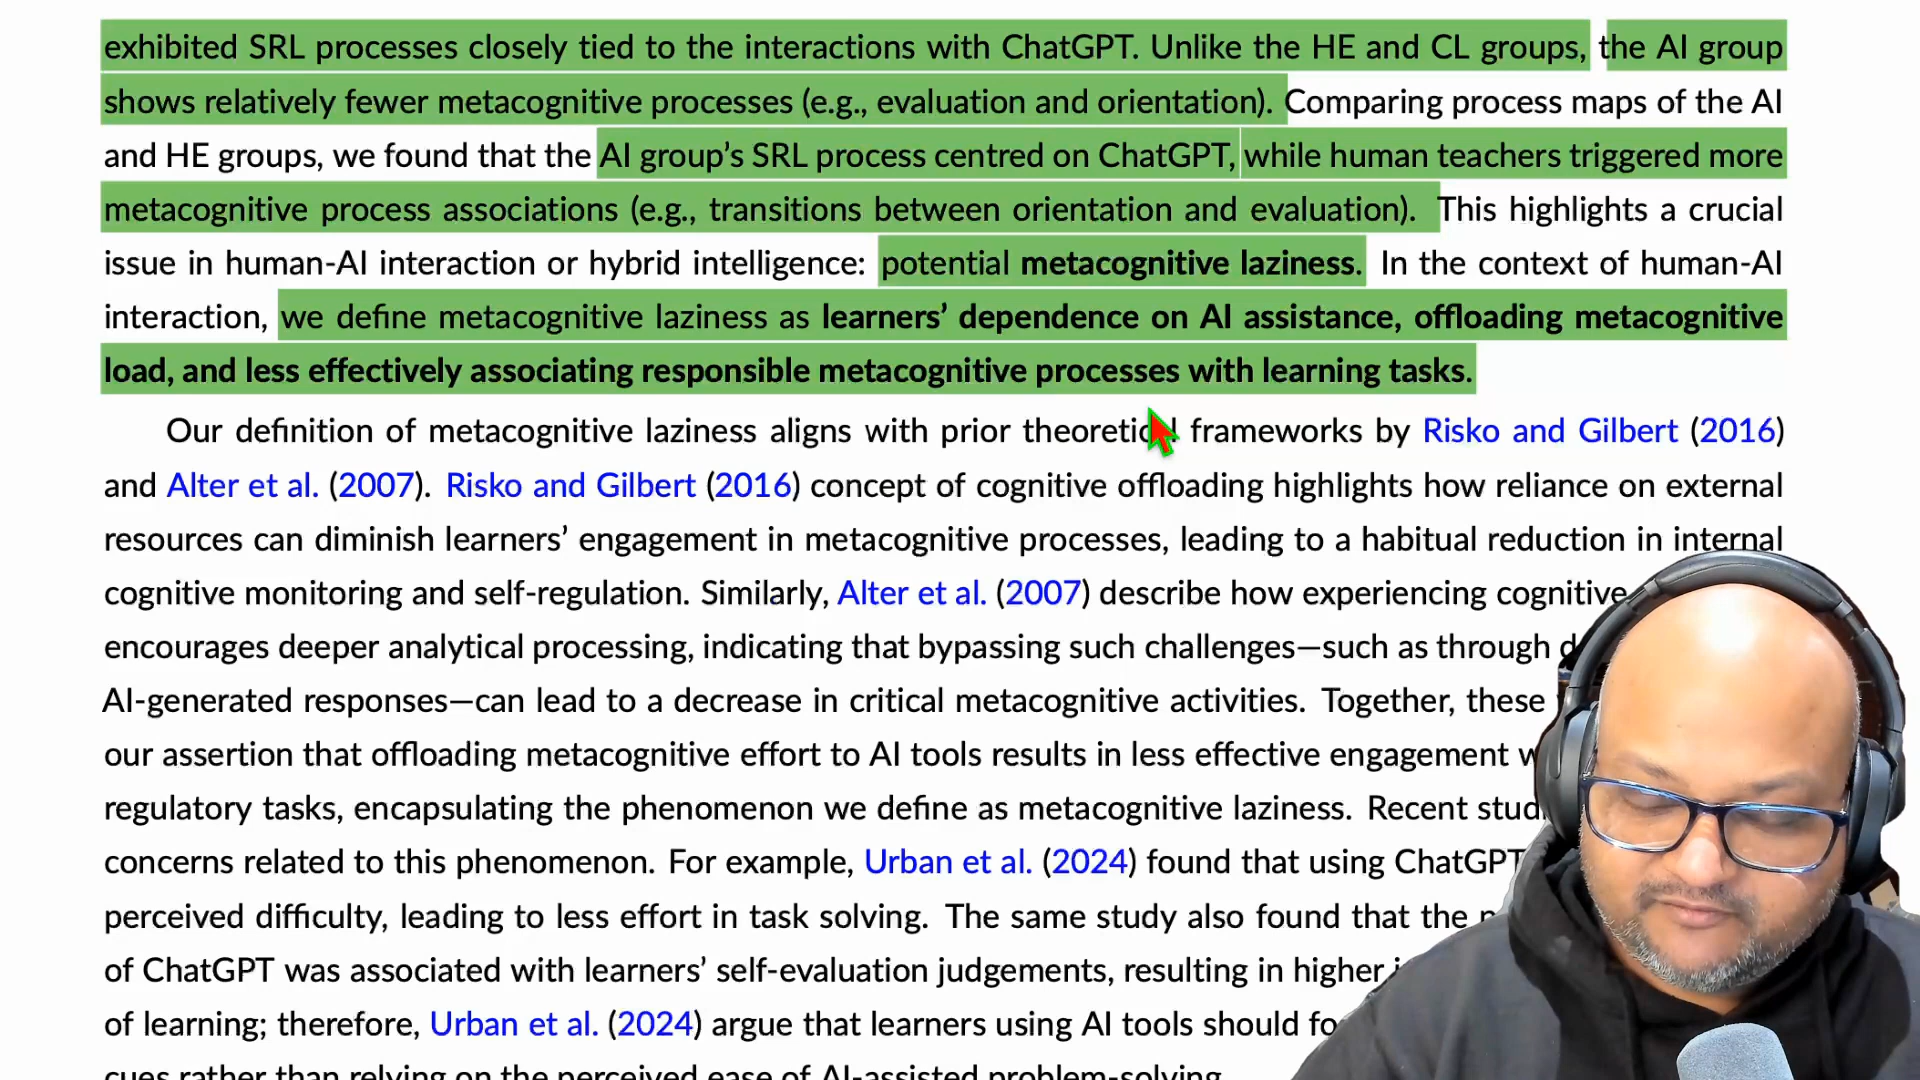 exhibited SRL processes closely tied to the interactions with ChatGPT. Unlike the HE and CL groups, the AI group
shows relatively fewer metacognitive processes (e.g., evaluation and orientation). Comparing process maps of the AI
and HE groups, we found that the AI group’s SRL process centred on ChatGPT, while human teachers triggered more
metacognitive process associations (e.g., transitions between orientation and evaluation). This highlights a crucial
issue in human-AI interaction or hybrid intelligence: potential metacognitive laziness. In the context of human-AI
interaction, we define metacognitive laziness as learners’ dependence on AI assistance, offloading metacognitive
load, and less effectively associating responsible metacognitive processes with learning tasks.
Our definition of metacognitive laziness aligns with prior theoretical frameworks by Risko and Gilbert (2016)
and Alter et al. (2007). Risko and Gilbert (2016) concept of cognitive offloading highlights how reliance on external
resources can diminish learners’ engagement in metacognitive processes, leading to a habitual reduction in internal
cognitive monitoring and self-regulation. Similarly, Alter et al. (2007) describe how experiencing cognitive
encourages deeper analytical processing, indicating that bypassing such challenges—such as through
AI-generated responses—can lead to a decrease in critical metacognitive activities. Together, these
our assertion that offloading metacognitive effort to AI tools results in less effective engagement
regulatory tasks, encapsulating the phenomenon we define as metacognitive laziness. Recent
concerns related to this phenomenon. For example, Urban et al. (2024) found that using ChatGPT
perceived difficulty, leading to less effort in task solving. The same study also found that the
of ChatGPT was associated with learners’ self-evaluation judgements, resulting in higher
of learning; therefore, Urban et al. (2024) argue that learners using AI tools should
cues rather than relying on the perceived ease of AI-assisted problem-solving.